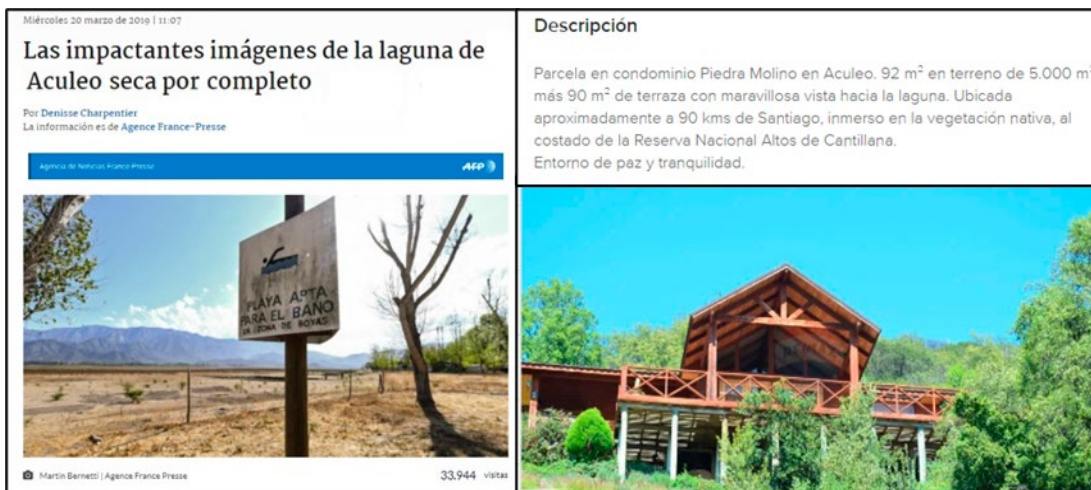 Miércoles 20 marzo de 2019 | 11:07
Las impactantes imágenes de la laguna de
Aculeo seca por completo
Por Denisse Charpentier
La información es de Agence France-Presse
Agencia de Noticias France-Presse
AFP
PLAYA APTA
PARA EL BAÑO
EN ZONA DE BOYAS
Martin Bernetti | Agence France Presse
33,944 visitas
Descripción
Parcela en condominio Piedra Molino en Aculeo. 92 m² en terreno de 5.000 m²
más 90 m² de terraza con maravillosa vista hacia la laguna. Ubicada
aproximadamente a 90 kms de Santiago, inmerso en la vegetación nativa, al
costado de la Reserva Nacional Altos de Cantillana.
Entorno de paz y tranquilidad.